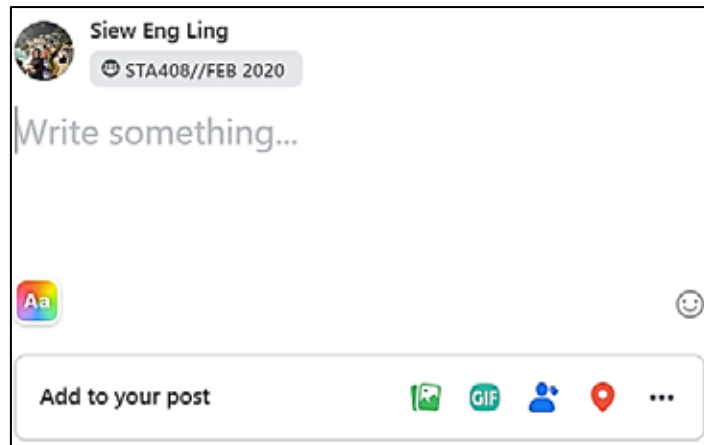 Siew Eng Ling
STA408//FEB 2020
Write something...
Aa
Add to your post
GIF